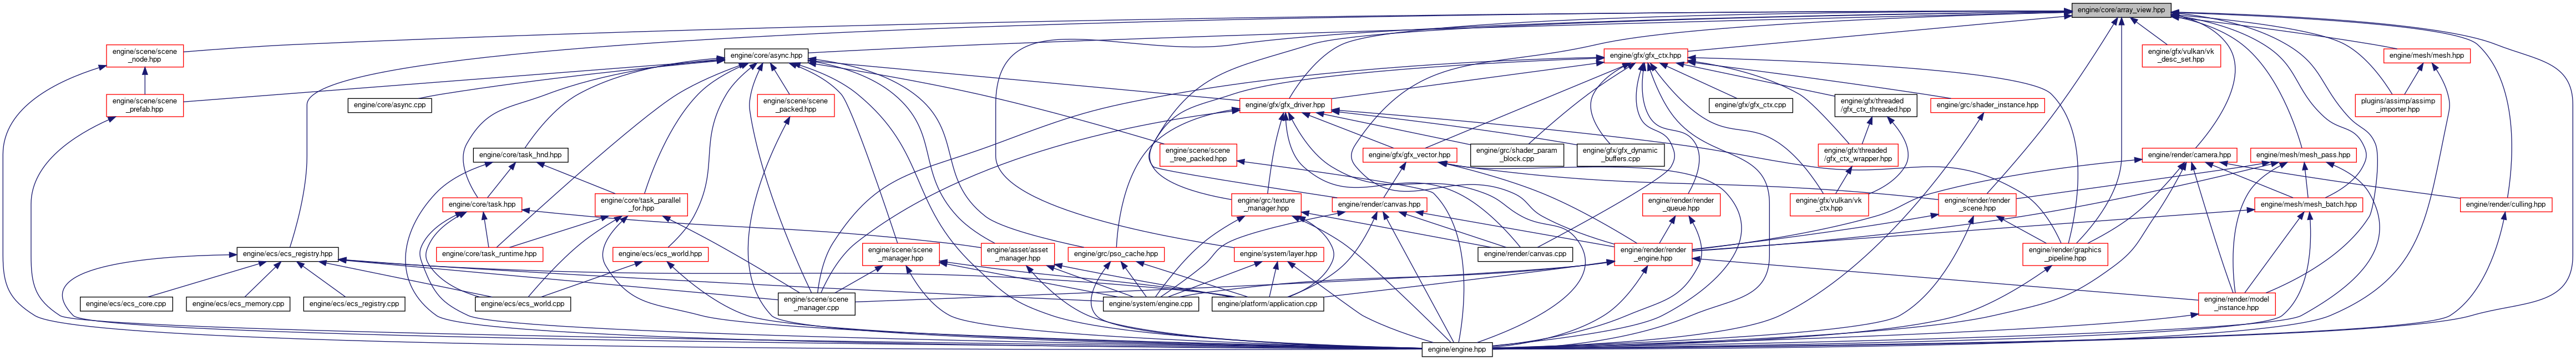 engine/core/array_view.hpp
engine/scene/scene
_node.hpp
engine/core/async.hpp
engine/gfx/gfx_ctx.hpp
engine/gfx/vulkan/vk
_desc_set.hpp
engine/mesh/mesh.hpp
engine/scene/scene
_prefab.hpp
engine/core/async.cpp
engine/scene/scene
_packed.hpp
engine/gfx/gfx_driver.hpp
engine/gfx/gfx_ctx.cpp
engine/gfx/threaded
/gfx_ctx_threaded.hpp
engine/grc/shader_instance.hpp
plugins/assimp/assimp
_importer.hpp
engine/core/task_hnd.hpp
engine/scene/scene
_tree_packed.hpp
engine/gfx/gfx_vector.hpp
engine/grc/shader_param
_block.cpp
engine/gfx/gfx_dynamic
_buffers.cpp
engine/gfx/threaded
/gfx_ctx_wrapper.hpp
engine/render/camera.hpp
engine/mesh/mesh_pass.hpp
engine/core/task.hpp
engine/core/task_parallel
_for.hpp
engine/grc/texture
_manager.hpp
engine/render/canvas.hpp
engine/render/render
_queue.hpp
engine/gfx/vulkan/vk
_ctx.hpp
engine/render/render
_scene.hpp
engine/mesh/mesh_batch.hpp
engine/render/culling.hpp
engine/ecs/ecs_registry.hpp
engine/core/task_runtime.hpp
engine/ecs/ecs_world.hpp
engine/scene/scene
_manager.hpp
engine/asset/asset
_manager.hpp
engine/grc/pso_cache.hpp
engine/system/layer.hpp
engine/render/canvas.cpp
engine/render/render
_engine.hpp
engine/render/graphics
_pipeline.hpp
engine/ecs/ecs_core.cpp
engine/ecs/ecs_memory.cpp
engine/ecs/ecs_registry.cpp
engine/ecs/ecs_world.cpp
engine/scene/scene
_manager.cpp
engine/system/engine.cpp
engine/platform/application.cpp
engine/render/model
_instance.hpp
engine/engine.hpp